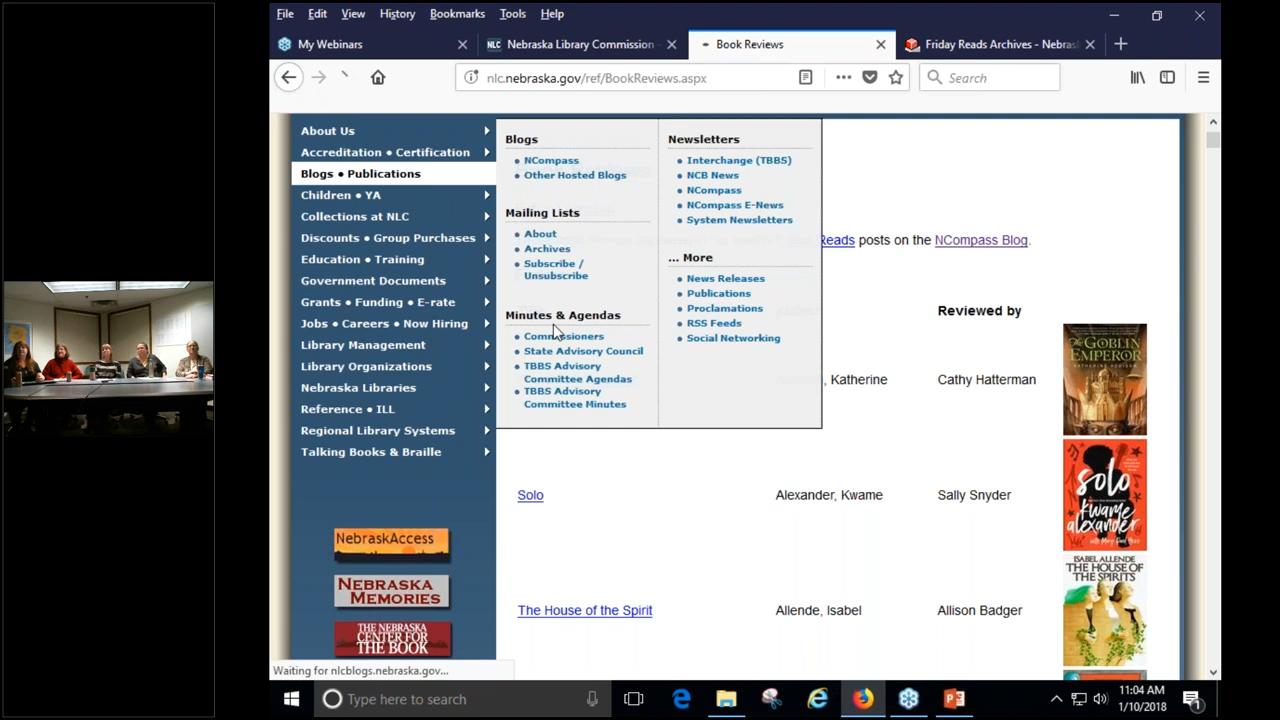 File Edit View History Bookmarks Tools Help
My Webinars
NLC Nebraska Library Commission
Book Reviews
Friday Reads Archives - Nebras
nlc.nebraska.gov/ref/BookReviews.aspx
Search
About Us
Accreditation • Certification
Blogs • Publications
Children • YA
Collections at NLC
Discounts • Group Purchases
Education • Training
Government Documents
Grants • Funding • E-rate
Jobs • Careers • Now Hiring
Library Management
Library Organizations
Nebraska Libraries
Reference • ILL
Regional Library Systems
Talking Books & Braille
NebraskAccess
NEBRASKA
MEMORIES
THE NEBRASKA
CENTER FOR
THE BOOK
Blogs
• NCompass
• Other Hosted Blogs
Mailing Lists
• About
• Archives
• Subscribe /
Unsubscribe
Minutes & Agendas
• Commissioners
• State Advisory Council
• TBBS Advisory
Committee Agendas
• TBBS Advisory
Committee Minutes
Newsletters
• Interchange (TBBS)
• NCB News
• NCompass
• NCompass E-News
• System Newsletters
... More
• News Releases
• Publications
• Proclamations
• RSS Feeds
• Social Networking
Reads posts on the NCompass Blog.
Reviewed by
, Katherine Cathy Hatterman
THE
GOBLIN
EMPEROR
KATHERINE ADDISON
Solo Alexander, Kwame Sally Snyder
solo
kwame
alexander
The House of the Spirit Allende, Isabel Allison Badger
ISABEL ALLENDE
THE HOUSE OF
THE SPIRITS
Waiting for nlcblogs.nebraska.gov...
Type here to search
11:04 AM
1/10/2018
1